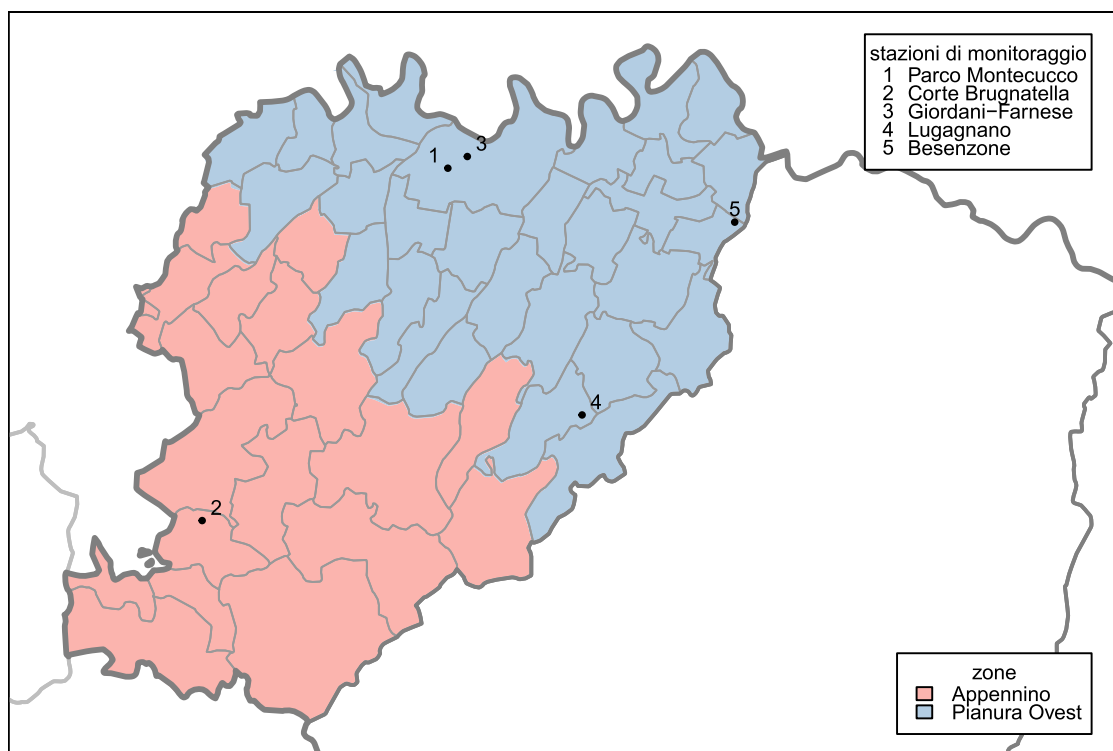 stazioni di monitoraggio
1 Parco Montecucco
2 Corte Brugnatella
3 Giordani−Farnese
4 Lugagnano
5 Besenzone
1
3
5
4
2
zone
Appennino
Pianura Ovest